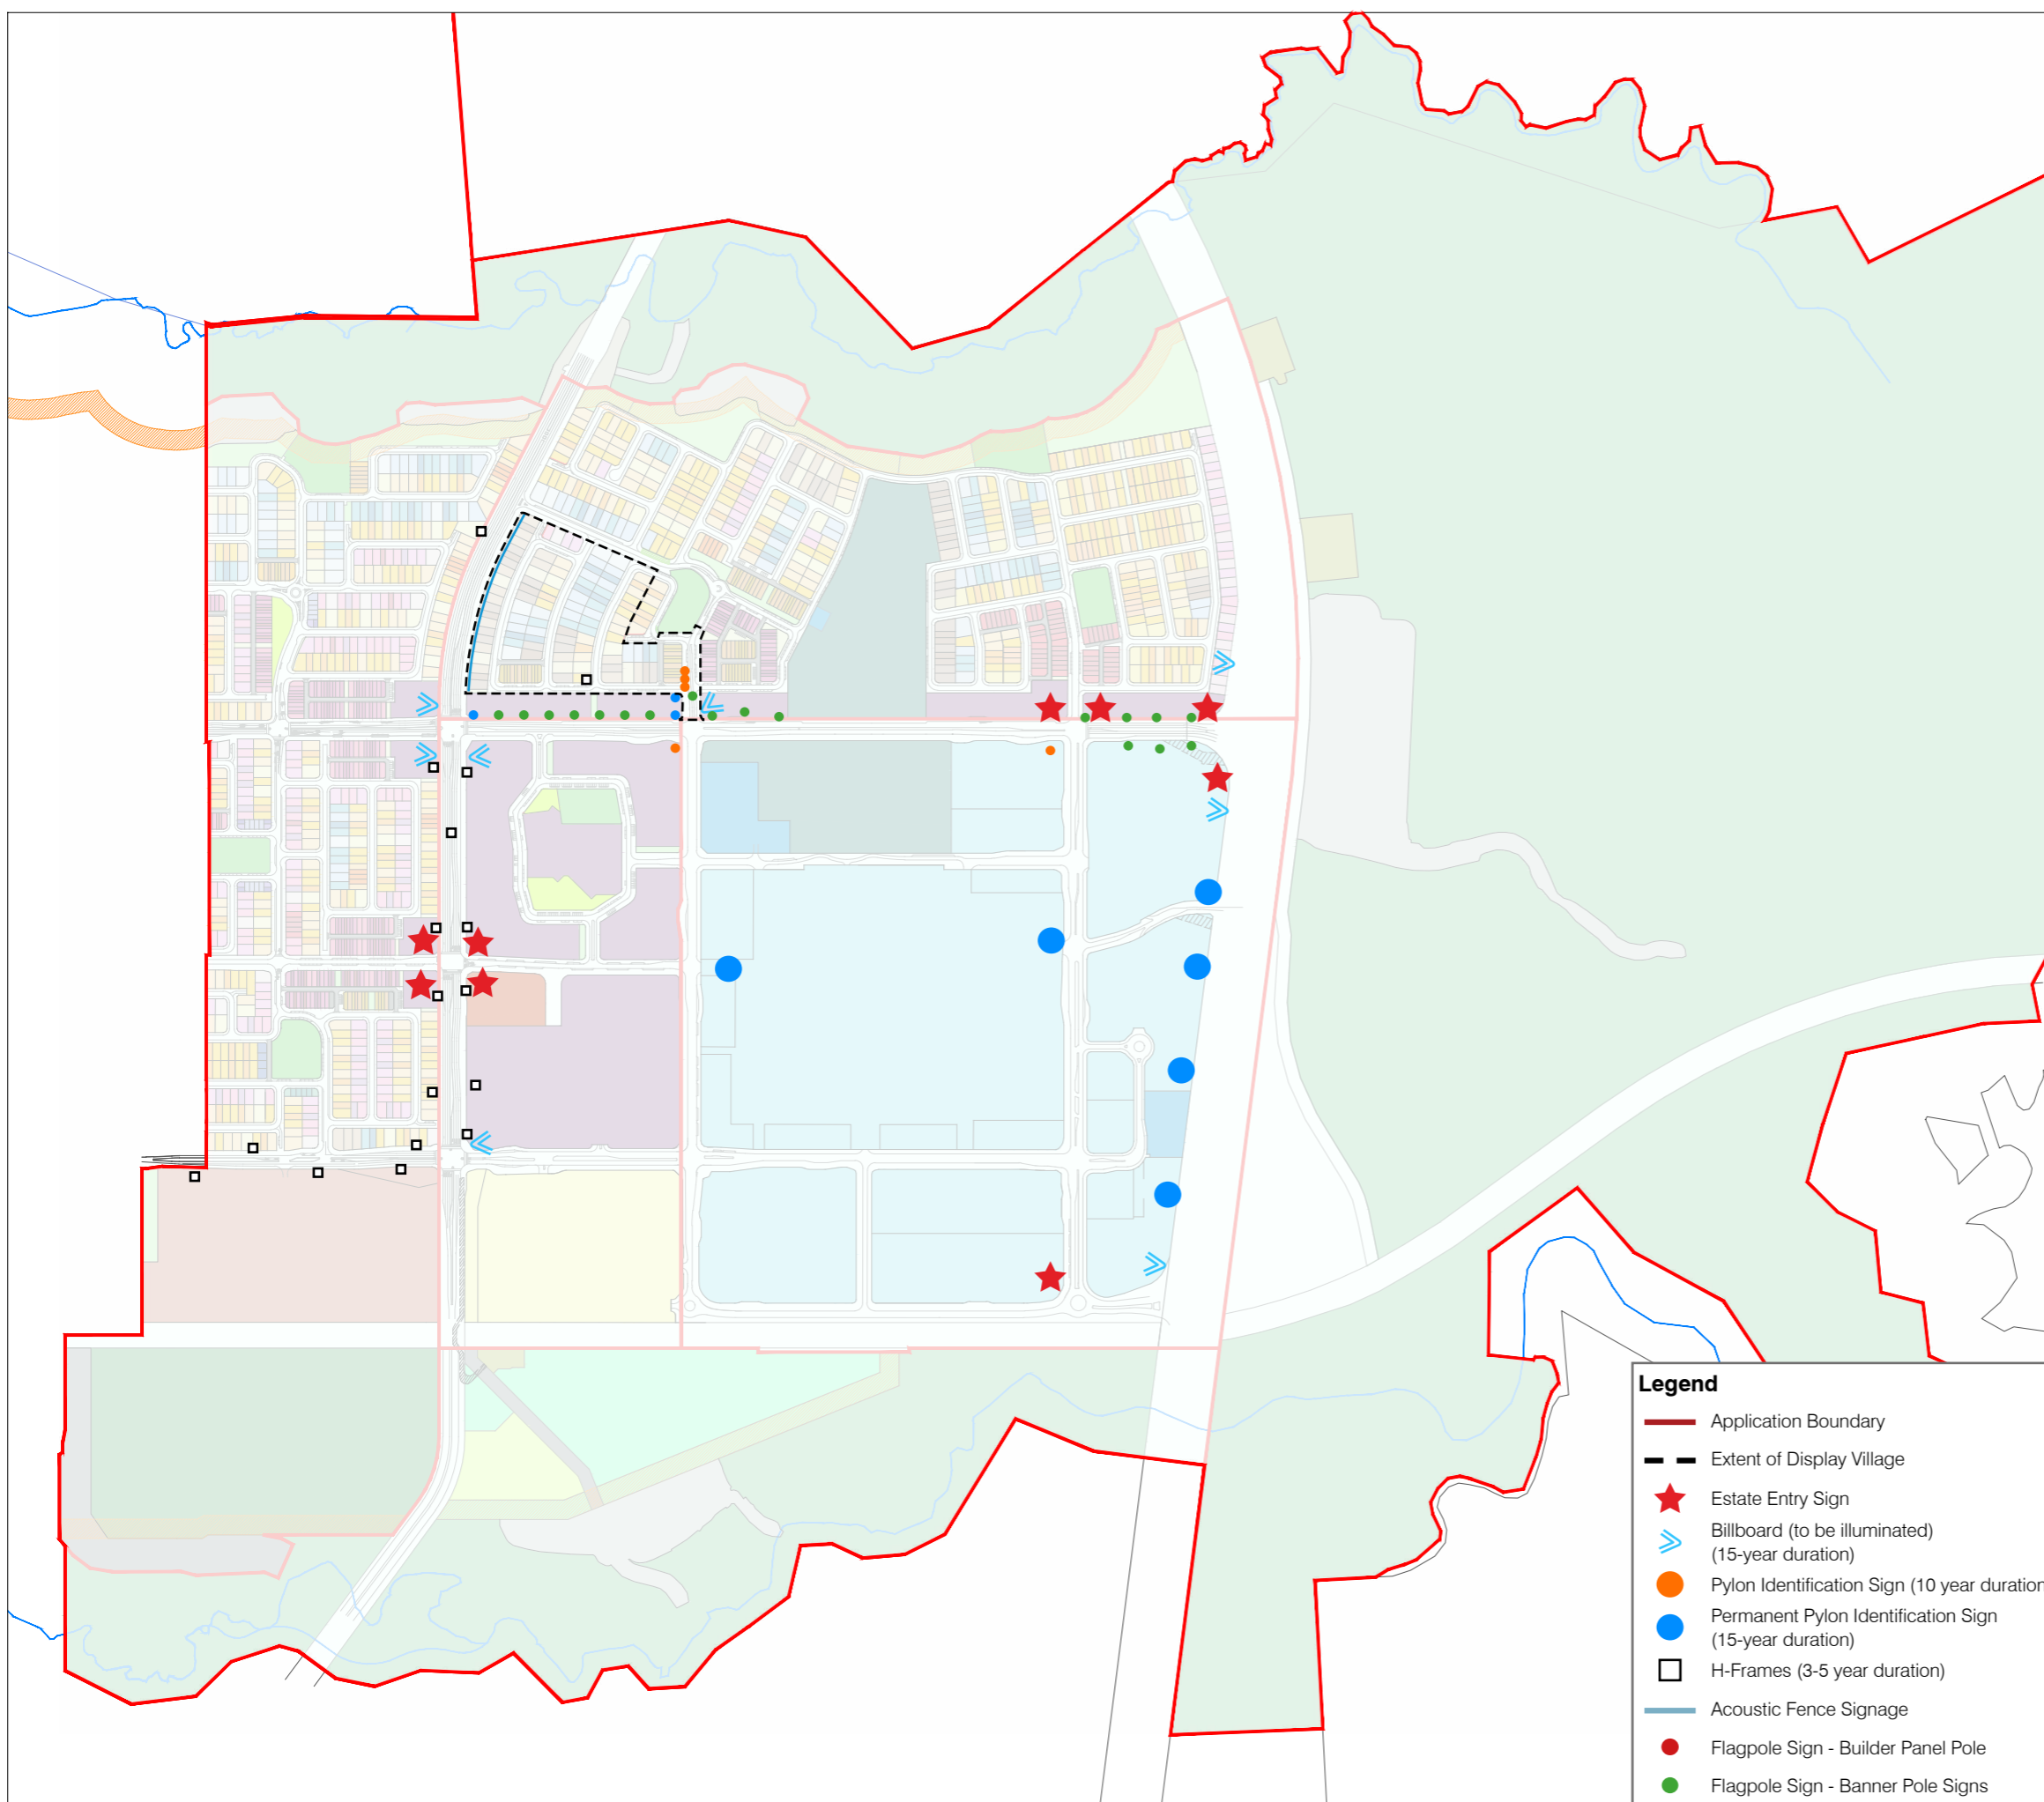 Legend
Application Boundary
Extent of Display Village
Estate Entry Sign
Billboard (to be illuminated)
(15-year duration)
Pylon Identification Sign (10 year duration
Permanent Pylon Identification Sign
(15-year duration)
H-Frames (3-5 year duration)
Acoustic Fence Signage
Flagpole Sign - Builder Panel Pole
Flagpole Sign - Banner Pole Signs